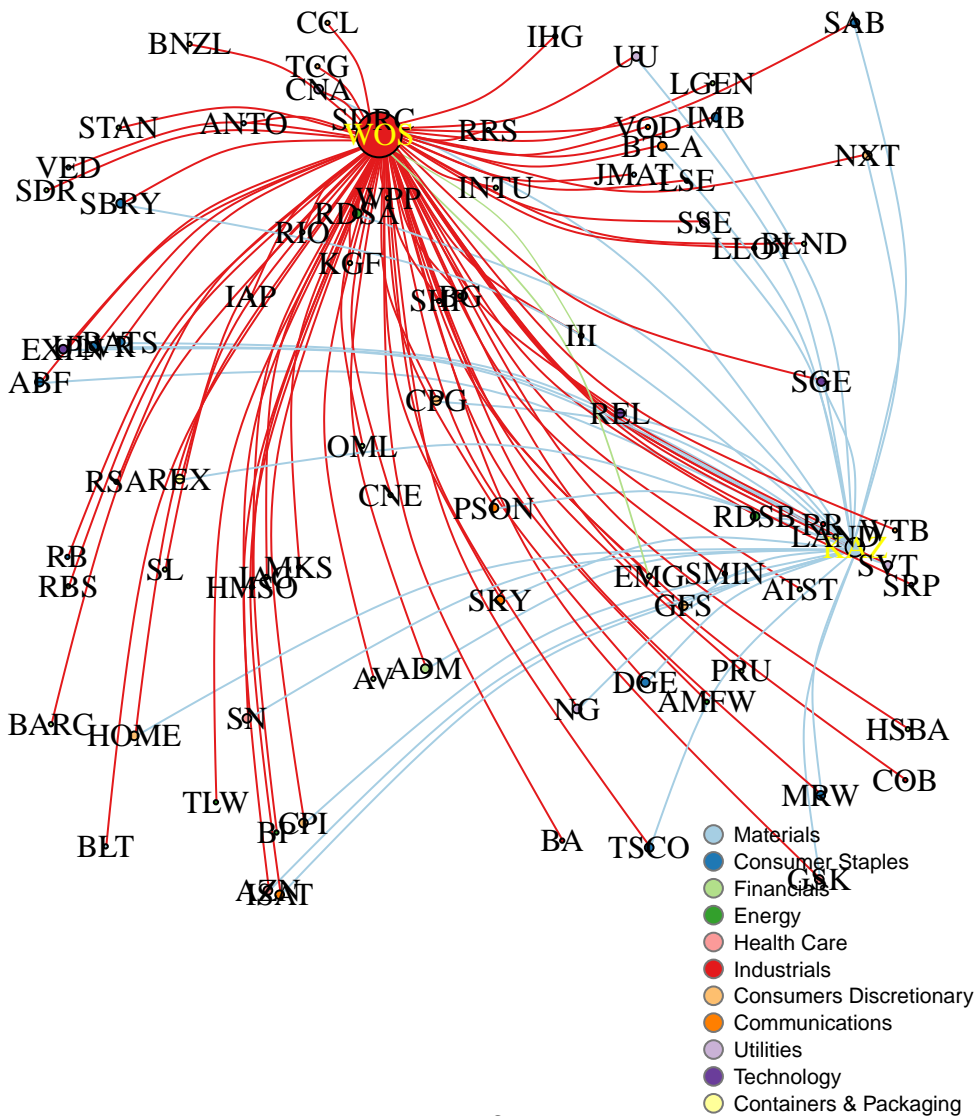 CCL
IHG
SAB
BNZL
UU
TCG
LGEN
CNA
IMB
SDRC
STAN
ANTO
WOS
RRS
VOD
BT−A
NXT
VED
JMAT
LSE
SDR
SBRY
INTU
WPP
RDSA
SSE
RIO
LLOY
BLND
KGF
IAP
SHP
BG
III
EXPN
BATS
ABF
SGE
CPG
REL
OML
RSA
REX
CNE
PSON
RDSB
RR
WTB
LAND
RB
SL
MKS
SVT
RBS
HMSO
EMG
SMIN
ATST
SRP
SKY
GFS
AV
ADM
PRU
DGE
AMFW
BARC
HOME
SN
NG
HSBA
COB
TLW
MRW
CPI
BP
BLT
BA
TSCO
GSK
AZN
ISAT
Materials
Consumer Staples
Financials
Energy
Health Care
Industrials
Consumers Discretionary
Communications
Utilities
Technology
Containers & Packaging